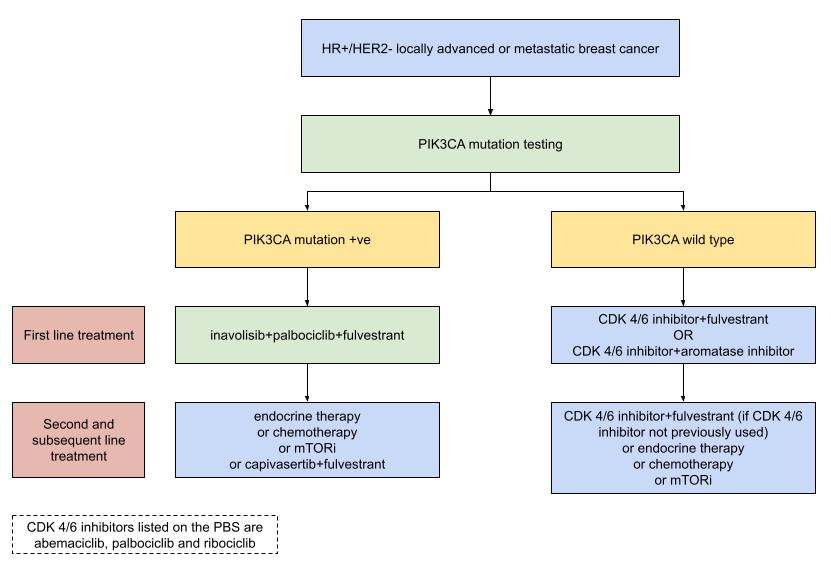 HR+/HER2- locally advanced or metastatic breast cancer
PIK3CA mutation testing
PIK3CA mutation +ve
PIK3CA wild type
First line treatment
inavolisib+palbociclib+fulvestrant
CDK 4/6 inhibitor+fulvestrant
OR
CDK 4/6 inhibitor+aromatase inhibitor
Second and
subsequent line
treatment
endocrine therapy
or chemotherapy
or mTORi
or capivasertib+fulvestrant
CDK 4/6 inhibitor+fulvestrant (if CDK 4/6
inhibitor not previously used)
or endocrine therapy
or chemotherapy
or mTORi
CDK 4/6 inhibitors listed on the PBS are
abemaciclib, palbociclib and ribociclib